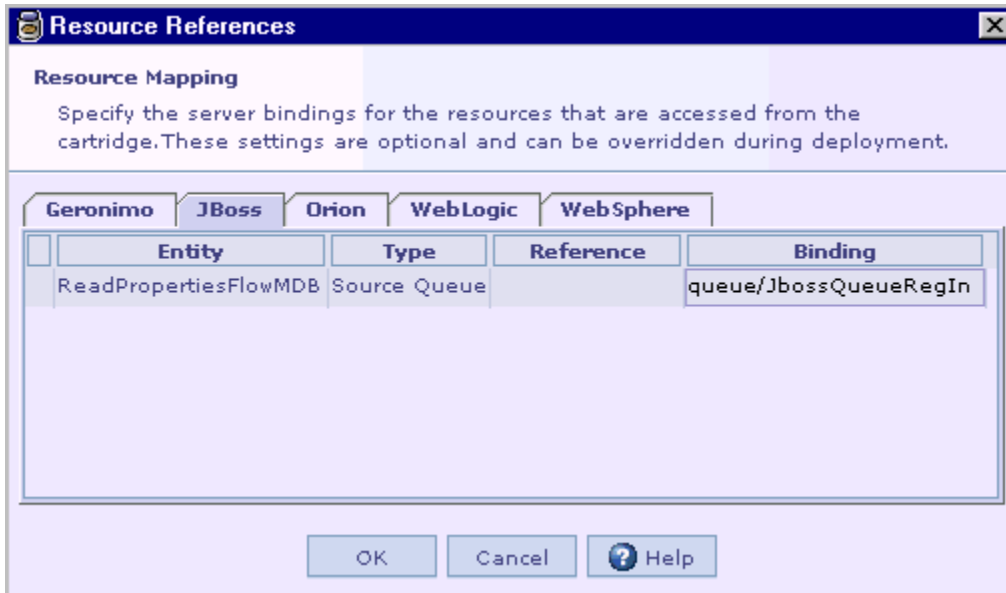 Resource References
Resource Mapping
Specify the server bindings for the resources that are accessed from the
cartridge.These settings are optional and can be overridden during deployment.
Geronimo JBoss Orion WebLogic WebSphere
Entity Type Reference Binding
ReadPropertiesFlowMDB Source Queue queue/JbossQueueRegIn
OK Cancel Help